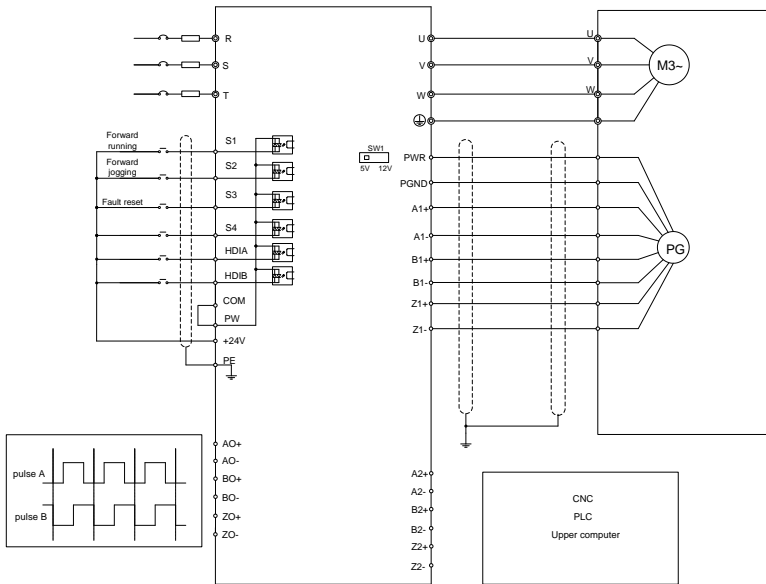 R
S
T
Forward
running
Forward
jogging
Fault reset
S1
S2
S3
S4
HDIA
HDIB
COM
PW
+24V
PE
SW1
5V 12V
U
V
W
PWR
PGND
A1+
A1-
B1+
B1-
Z1+
Z1-
U
V
W
M3~
PG
pulse A
pulse B
AO+
AO-
BO+
BO-
ZO+
ZO-
A2+
A2-
B2+
B2-
Z2+
Z2-
CNC
PLC
Upper computer